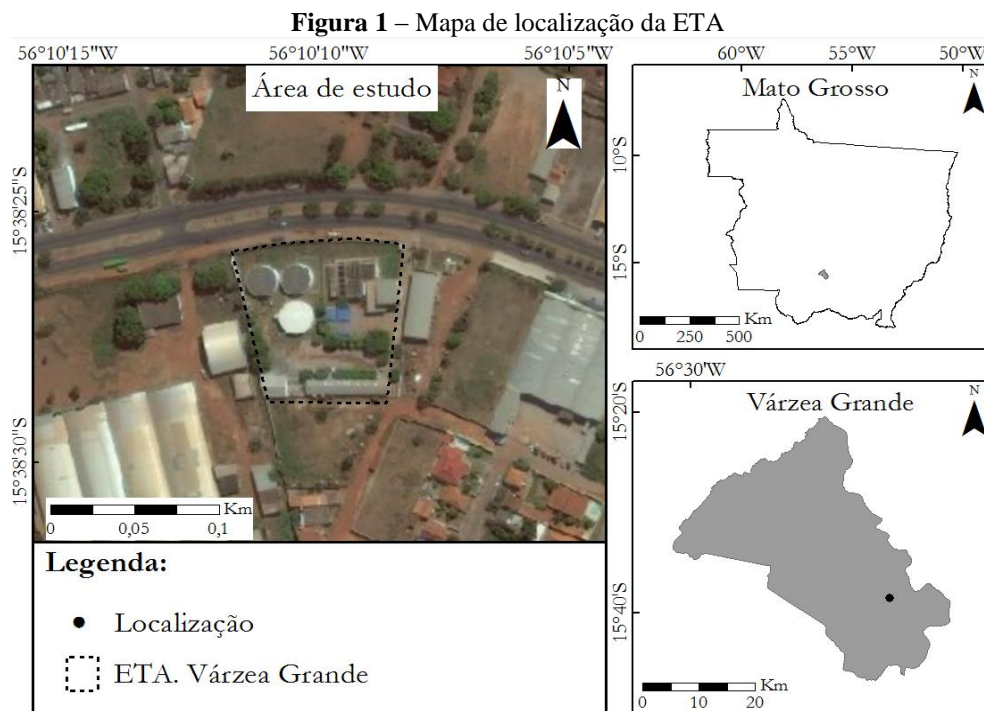 Figura 1 – Mapa de localização da ETA
56°10'15"W
56°10'10"W
56°10'5"W
Área de estudo
N
15°38'25"S
15°38'30"S
Km
0
0,05
0,1
Legenda:
Localização
ETA. Várzea Grande
60°W
55°W
50°W
Mato Grosso
N
10°S
15°S
Km
0
250
500
56°30'W
Várzea Grande
N
15°20'S
15°40'S
Km
0
10
20